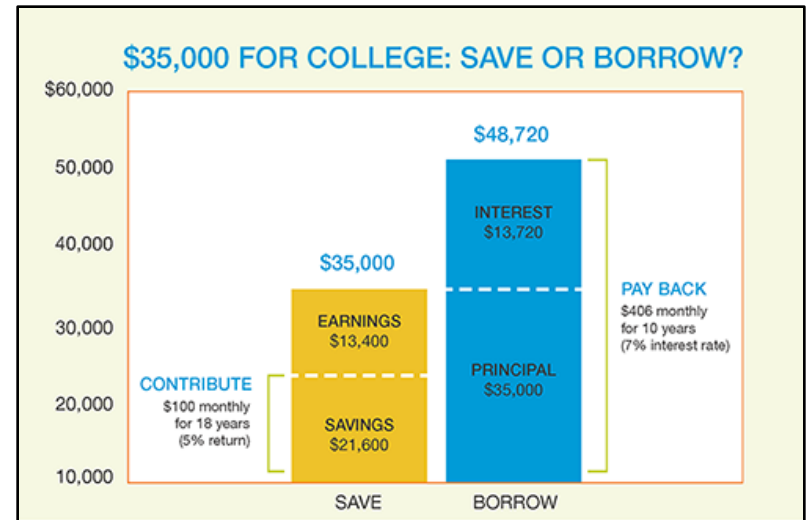 $35,000 FOR COLLEGE: SAVE OR BORROW?
$60,000
$48,720
50,000
INTEREST
$13,720
40,000
$35,000
PAY BACK
$406 monthly
for 10 years
(7% interest rate)
30,000
EARNINGS
$13,400
PRINCIPAL
$35,000
CONTRIBUTE
$100 monthly
for 18 years
(5% return)
20,000
SAVINGS
$21,600
10,000
SAVE BORROW